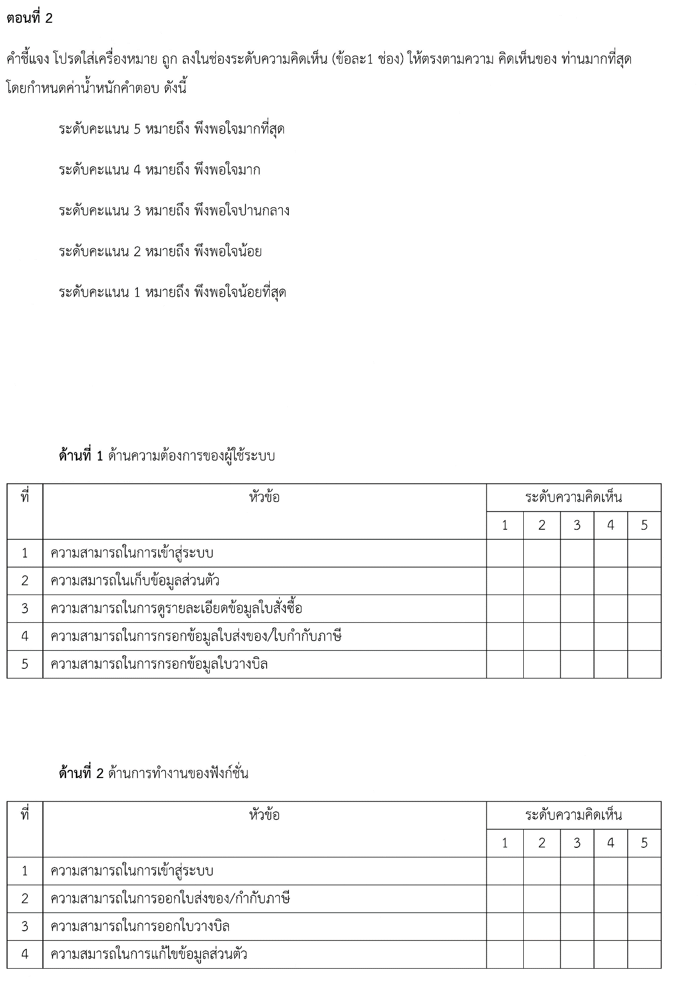 ตอนที่ 2
คำชี้แจง โปรดใส่เครื่องหมาย ถูก ลงในช่องระดับความคิดเห็น (ข้อละ1 ช่อง) ให้ตรงตามความ คิดเห็นของ ท่านมากที่สุด
โดยกำหนดค่าน้ำหนักคำตอบ ดังนี้
ระดับคะแนน 5 หมายถึง พึงพอใจมากที่สุด
ระดับคะแนน 4 หมายถึง พึงพอใจมาก
ระดับคะแนน 3 หมายถึง พึงพอใจปานกลาง
ระดับคะแนน 2 หมายถึง พึงพอใจน้อย
ระดับคะแนน 1 หมายถึง พึงพอใจน้อยที่สุด
ด้านที่ 1 ด้านความต้องการของผู้ใช้ระบบ
ที่ หัวข้อ ระดับความคิดเห็น
1 2 3 4 5
1 ความสามารถในการเข้าสู่ระบบ
2 ความสมารถในเก็บข้อมูลส่วนตัว
3 ความสามารถในการดูรายละเอียดข้อมูลใบสั่งซื้อ
4 ความสามารถในการกรอกข้อมูลใบส่งของ/ใบกำกับภาษี
5 ความสามารถในการกรอกข้อมูลใบวางบิล
ด้านที่ 2 ด้านการทำงานของฟังก์ชั่น
ที่ หัวข้อ ระดับความคิดเห็น
1 2 3 4 5
1 ความสามารถในการเข้าสู่ระบบ
2 ความสามารถในการออกใบส่งของ/กำกับภาษี
3 ความสามารถในการออกใบวางบิล
4 ความสมารถในการแก้ไขข้อมูลส่วนตัว